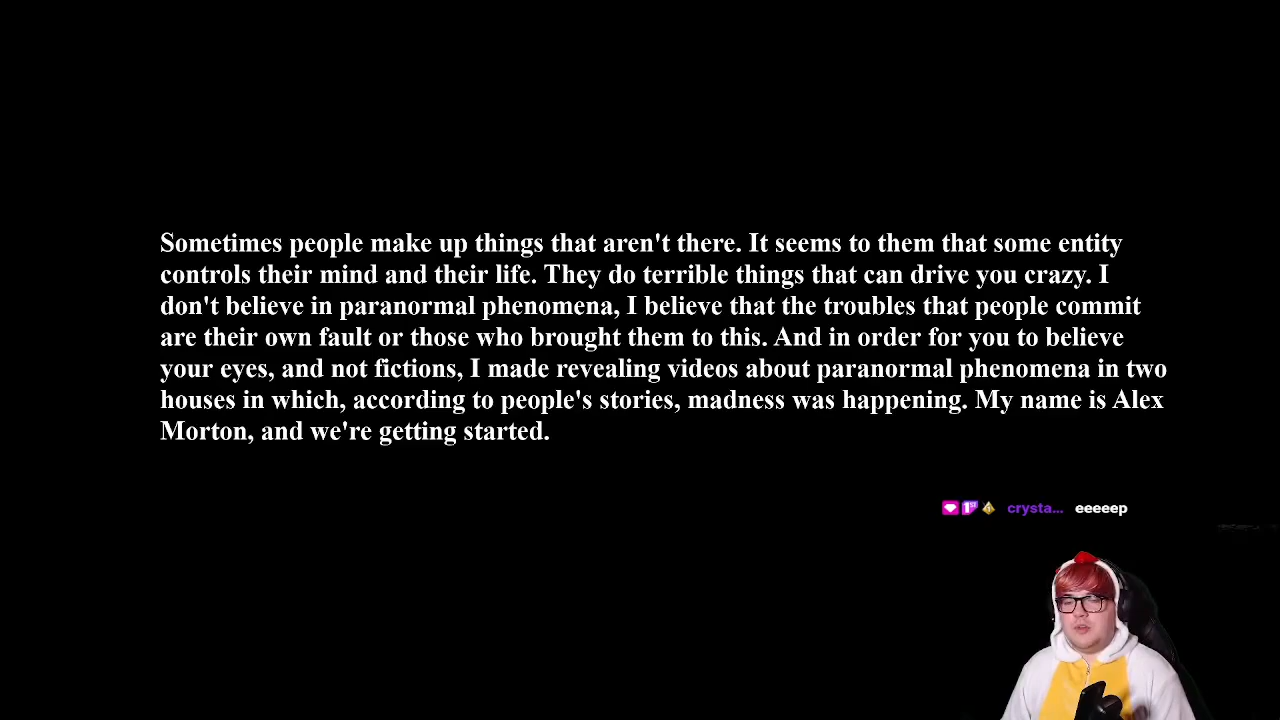 Sometimes people make up things that aren't there. It seems to them that some entity
controls their mind and their life. They do terrible things that can drive you crazy. I
don't believe in paranormal phenomena, I believe that the troubles that people commit
are their own fault or those who brought them to this. And in order for you to believe
your eyes, and not fictions, I made revealing videos about paranormal phenomena in two
houses in which, according to people's stories, madness was happening. My name is Alex
Morton, and we're getting started.
crysta... eeeeep